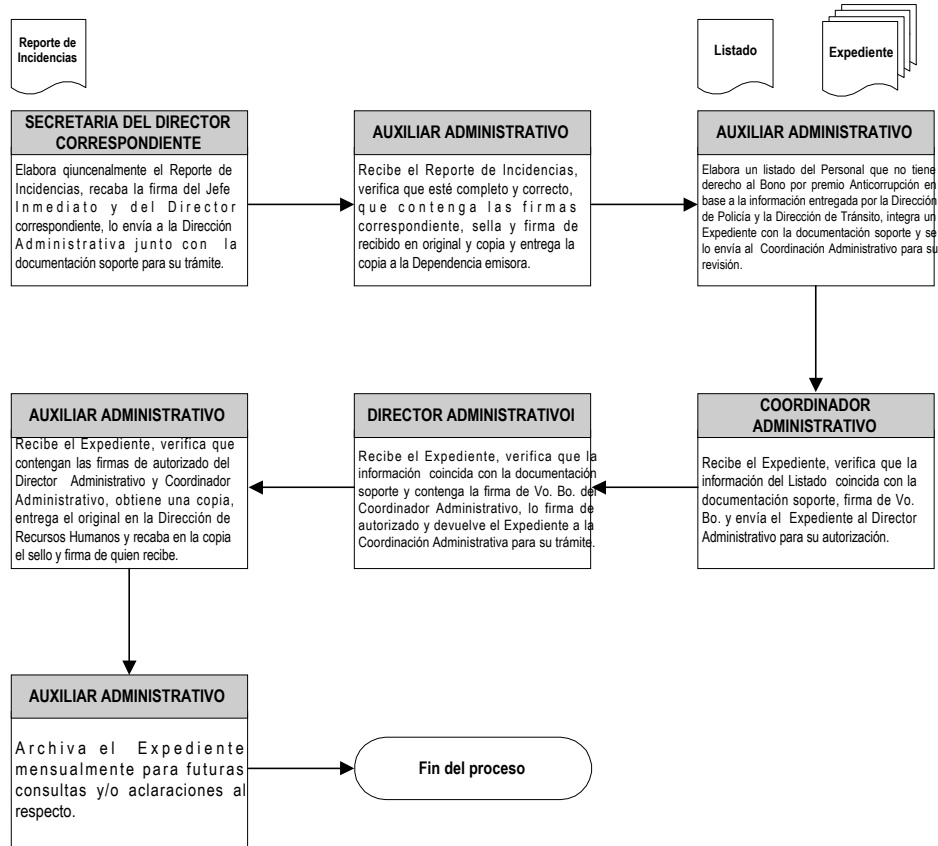 Reporte de
Incidencias
Listado
Expediente
SECRETARIA DEL DIRECTOR
CORRESPONDIENTE
Elabora qiuncenalmente el Reporte de
Incidencias, recaba la firma del Jefe
Inmediato y del Director
correspondiente, lo envía a la Dirección
Administrativa junto con la
documentación soporte para su trámite.
AUXILIAR ADMINISTRATIVO
Recibe el Reporte de Incidencias,
verifica que esté completo y correcto,
que contenga las firmas
correspondiente, sella y firma de
recibido en original y copia y entrega la
copia a la Dependencia emisora.
AUXILIAR ADMINISTRATIVO
Elabora un listado del Personal que no tiene
derecho al Bono por premio Anticorrupción en
base a la información entregada por la Dirección
de Policía y la Dirección de Tránsito, integra un
Expediente con la documentación soporte y se
lo envía al Coordinación Administrativo para su
revisión.
AUXILIAR ADMINISTRATIVO
Recibe el Expediente, verifica que
contengan las firmas de autorizado del
Director Administrativo y Coordinador
Administrativo, obtiene una copia,
entrega el original en la Dirección de
Recursos Humanos y recaba en la copia
el sello y firma de quien recibe.
DIRECTOR ADMINISTRATIVOI
Recibe el Expediente, verifica que la
información coincida con la documentación
soporte y contenga la firma de Vo. Bo. del
Coordinador Administrativo, lo firma de
autorizado y devuelve el Expediente a la
Coordinación Administrativa para su trámite.
COORDINADOR
ADMINISTRATIVO
Recibe el Expediente, verifica que la
información del Listado coincida con la
documentación soporte, firma de Vo.
Bo. y envía el Expediente al Director
Administrativo para su autorización.
AUXILIAR ADMINISTRATIVO
Archiva el Expediente
mensualmente para futuras
consultas y/o aclaraciones al
respecto.
Fin del proceso